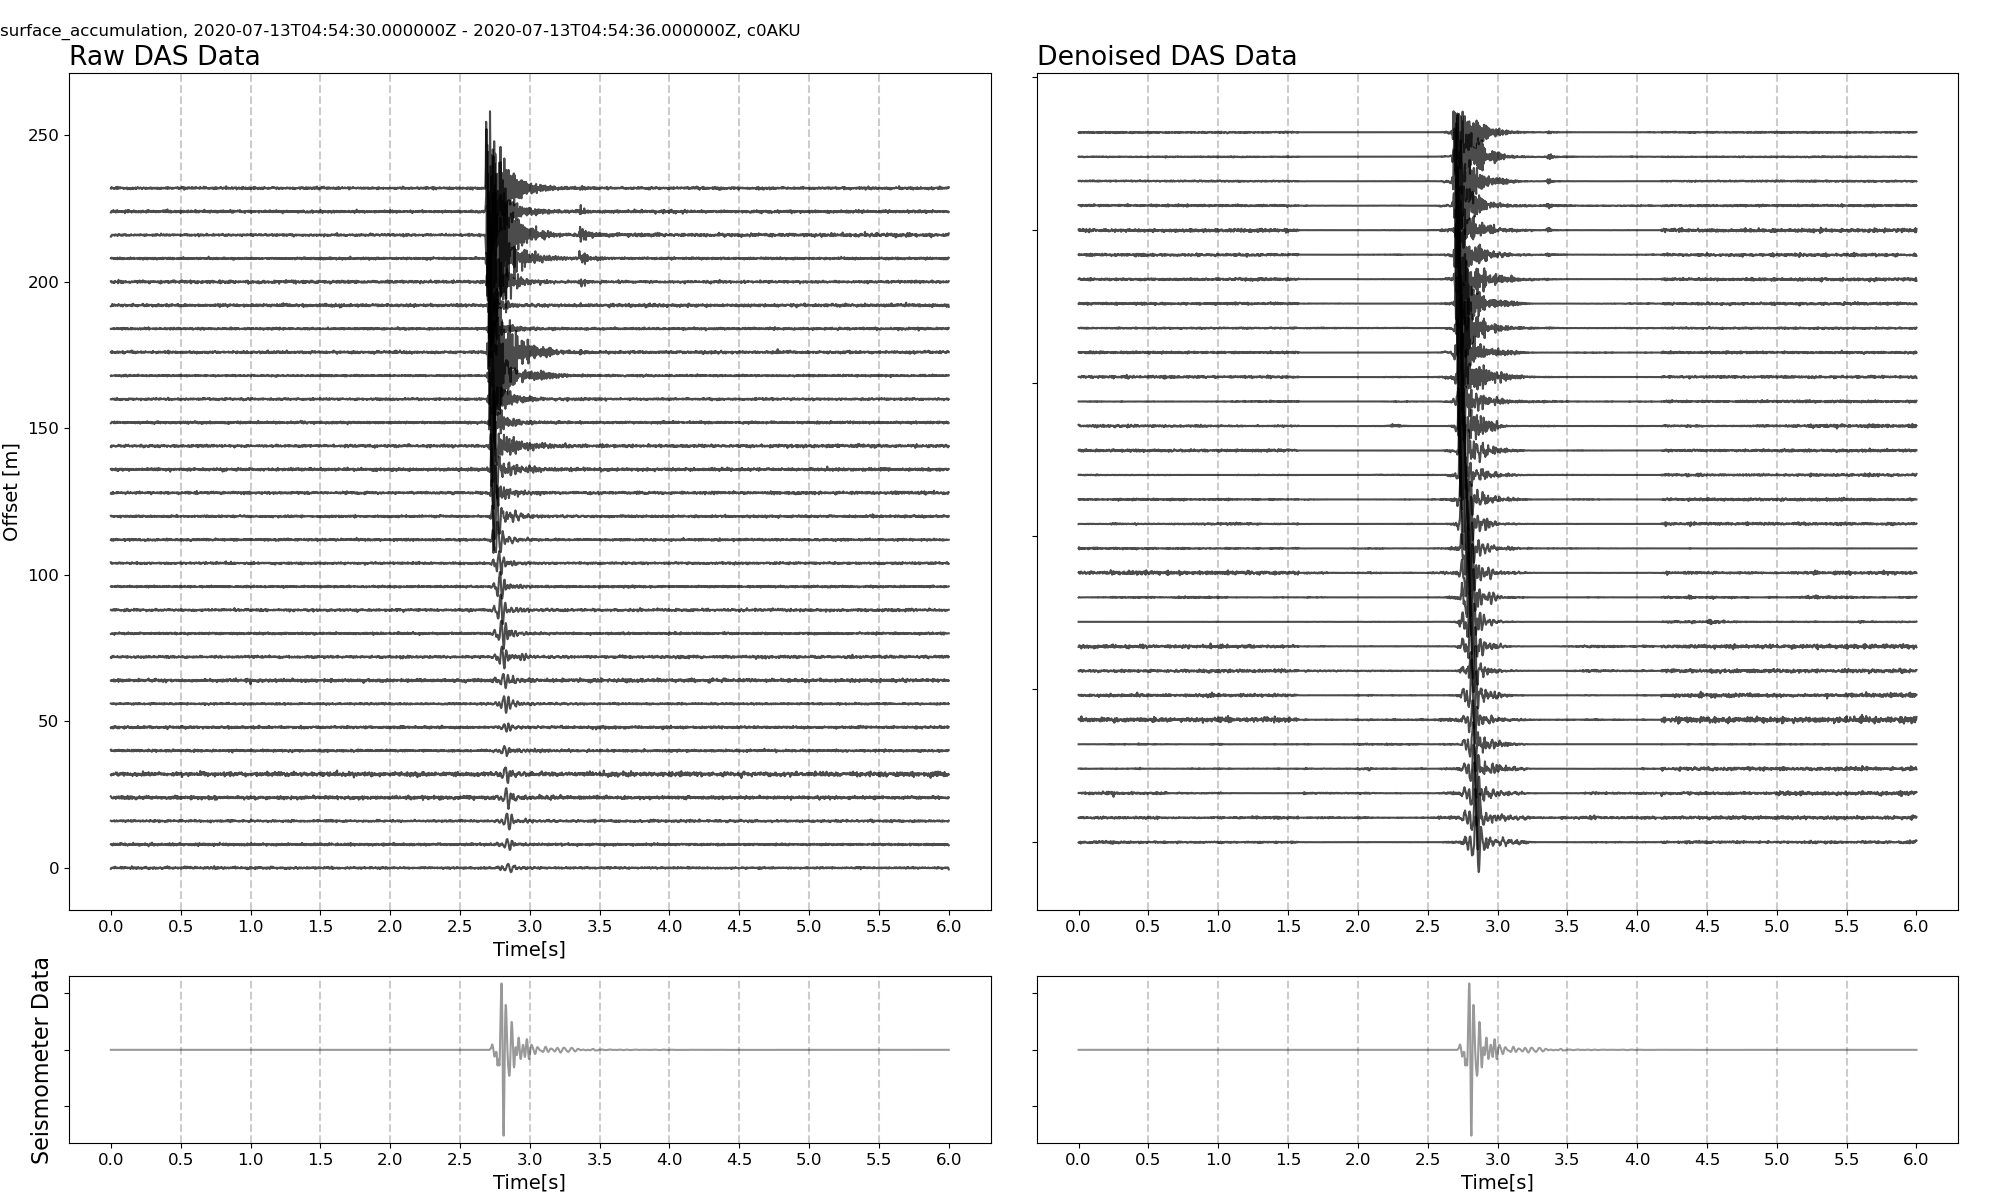 surface_accumulation, 2020-07-13T04:54:30.000000Z - 2020-07-13T04:54:36.000000Z, c0AKU
Raw DAS Data
Denoised DAS Data
Offset [m]
250
200
150
100
50
0
0.0 0.5 1.0 1.5 2.0 2.5 3.0 3.5 4.0 4.5 5.0 5.5 6.0
Time[s]
0.0 0.5 1.0 1.5 2.0 2.5 3.0 3.5 4.0 4.5 5.0 5.5 6.0
Seismometer Data
0.0 0.5 1.0 1.5 2.0 2.5 3.0 3.5 4.0 4.5 5.0 5.5 6.0
Time[s]
0.0 0.5 1.0 1.5 2.0 2.5 3.0 3.5 4.0 4.5 5.0 5.5 6.0
Time[s]